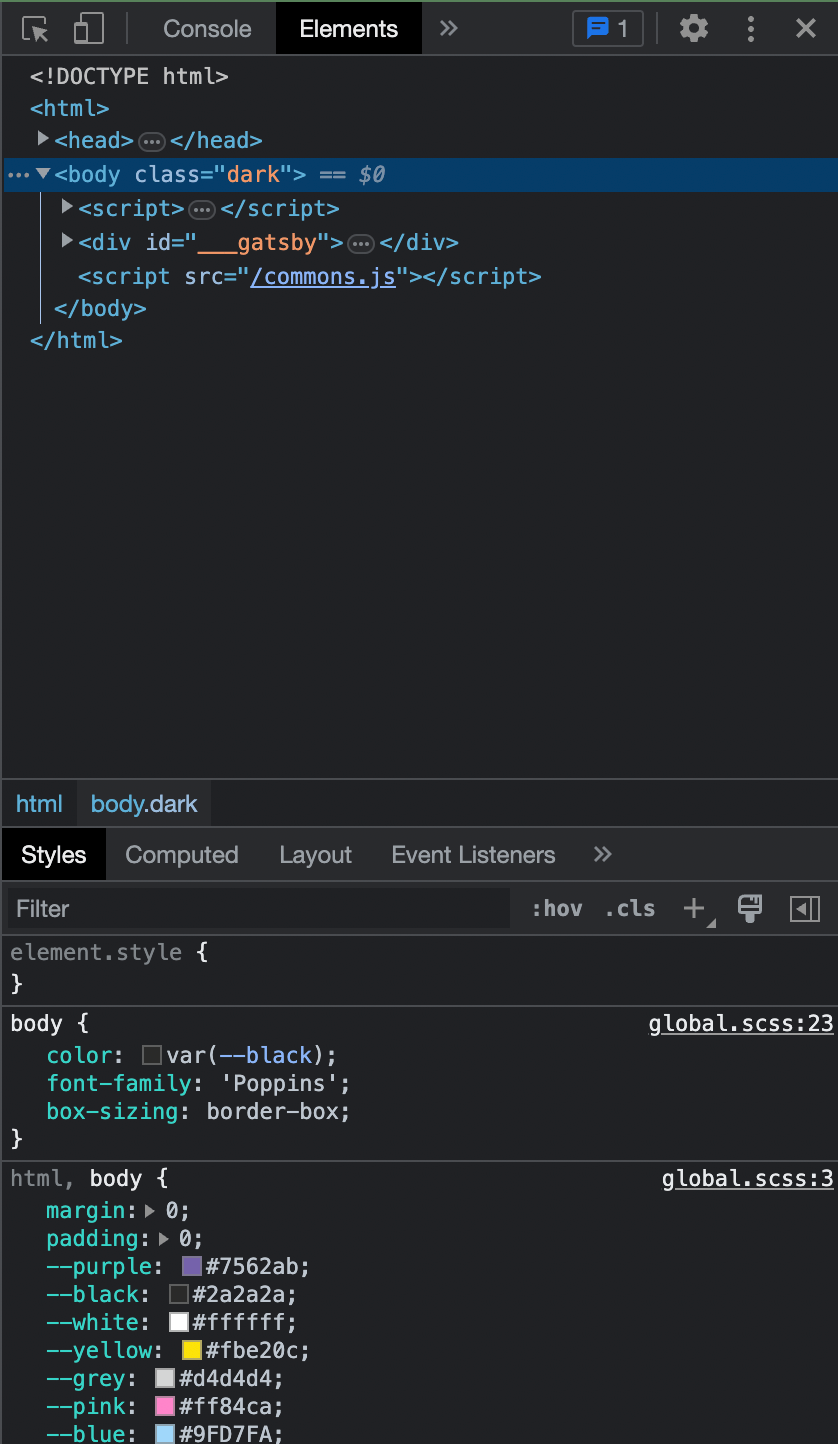 Console Elements 1
<!DOCTYPE html>
<html>
<head> </head>
<body class="dark"> == $0
<script> </script>
<div id="___gatsby"> </div>
<script src="/commons.js"></script>
</body>
</html>
html body.dark
Styles Computed Layout Event Listeners
Filter :hov .cls
element.style {
}
body { global.scss:23
color: var(--black);
font-family: 'Poppins';
box-sizing: border-box;
}
html, body { global.scss:3
margin: 0;
padding: 0;
--purple: #7562ab;
--black: #2a2a2a;
--white: #ffffff;
--yellow: #fbe20c;
--grey: #d4d4d4;
--pink: #ff84ca;
--blue: #9FD7FA;